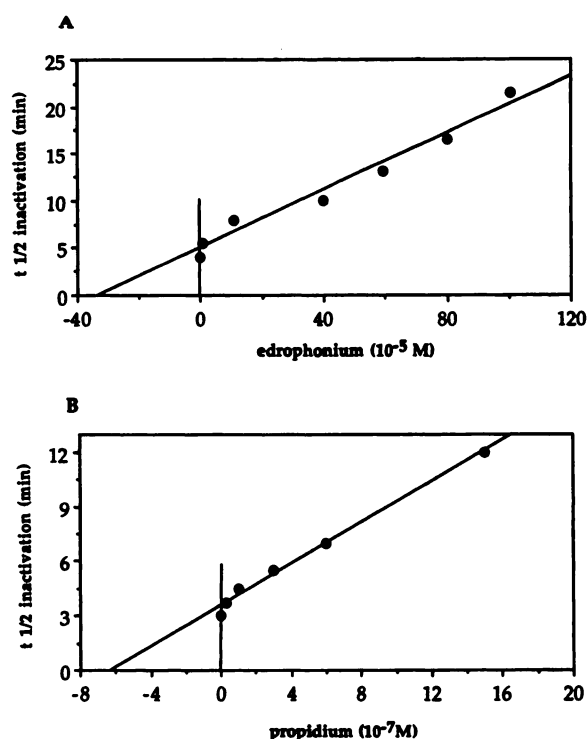 A
25
20
15
10
5
0
t 1/2 inactivation (min)
-40 0 40 80 120
edrophonium (10⁻⁵ M)
B
12
9
6
3
0
t 1/2 inactivation (min)
-8 -4 0 4 8 12 16 20
propidium (10⁻⁷M)